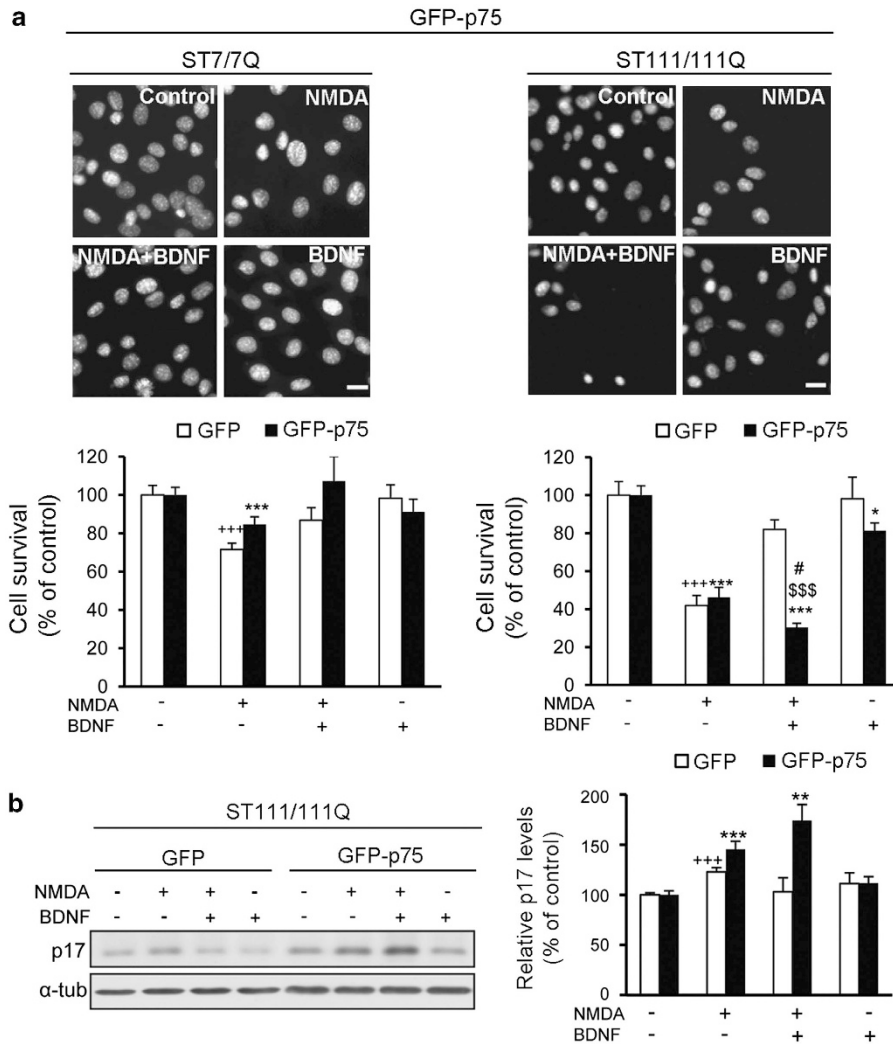 a
GFP-p75
ST7/7Q
ST111/111Q
Control
NMDA
NMDA+BDNF
BDNF
Control
NMDA
NMDA+BDNF
BDNF
GFP GFP-p75
Cell survival
(% of control)
120
100
80
60
40
20
0
+++
***
NMDA - + + -
BDNF - - + +
GFP GFP-p75
Cell survival
(% of control)
120
100
80
60
40
20
0
+++***
#
$$$
***
*
NMDA - + + -
BDNF - - + +
b
ST111/111Q
GFP GFP-p75
NMDA - + + - - + + -
BDNF - - + + - - + +
p17
α-tub
GFP GFP-p75
Relative p17 levels
(% of control)
200
150
100
50
0
+++
***
**
NMDA - + + -
BDNF - - + +